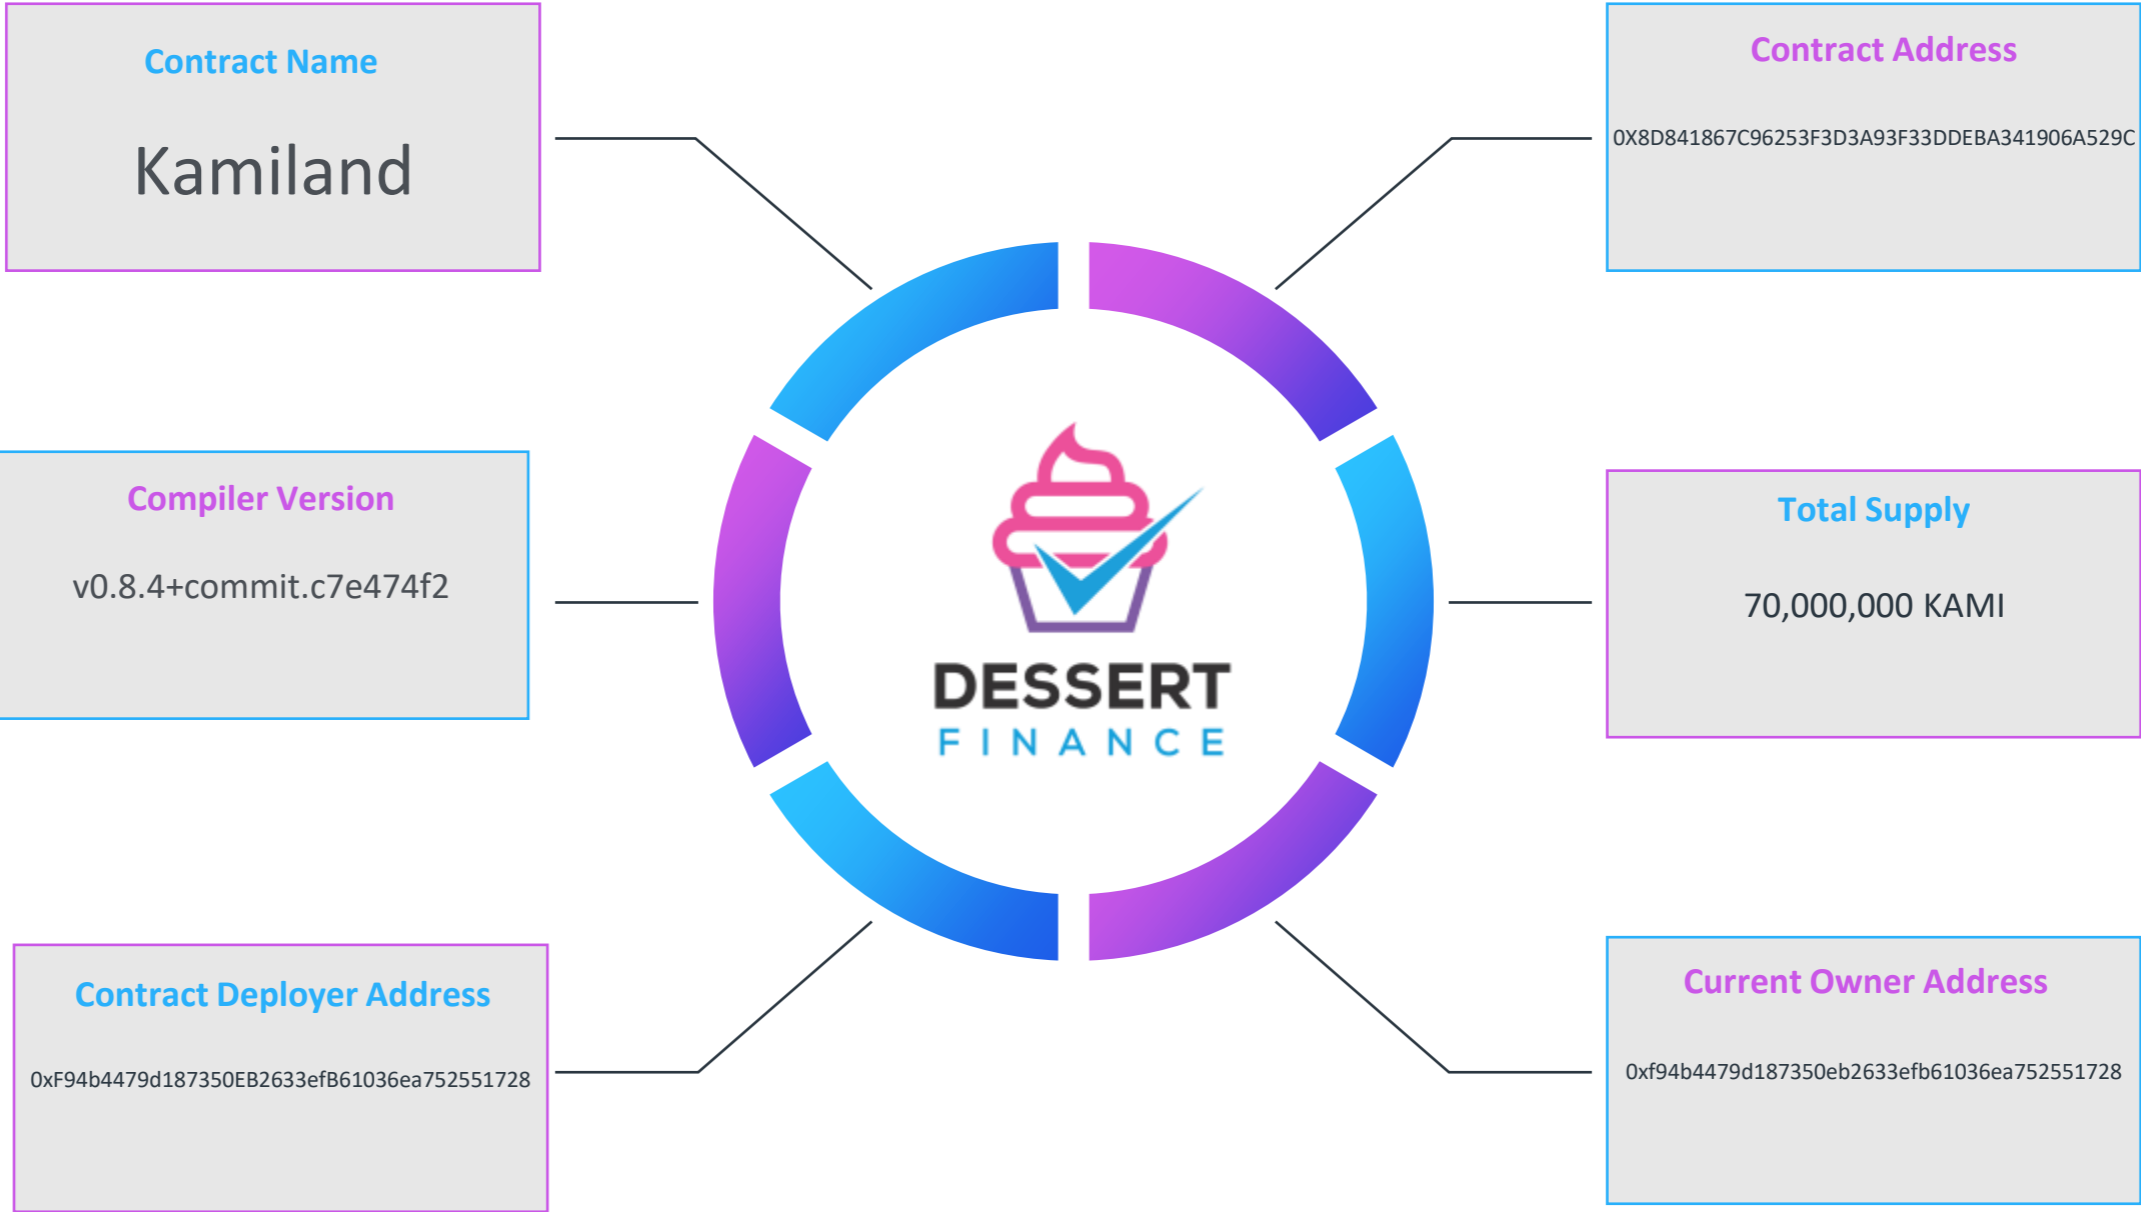 Contract Name
Kamiland
Contract Address
0X8D841867C96253F3D3A93F33DDEBA341906A529C
Compiler Version
v0.8.4+commit.c7e474f2
Total Supply
70,000,000 KAMI
DESSERT
FINANCE
Contract Deployer Address
0xF94b4479d187350EB2633efB61036ea752551728
Current Owner Address
0xf94b4479d187350eb2633efb61036ea752551728